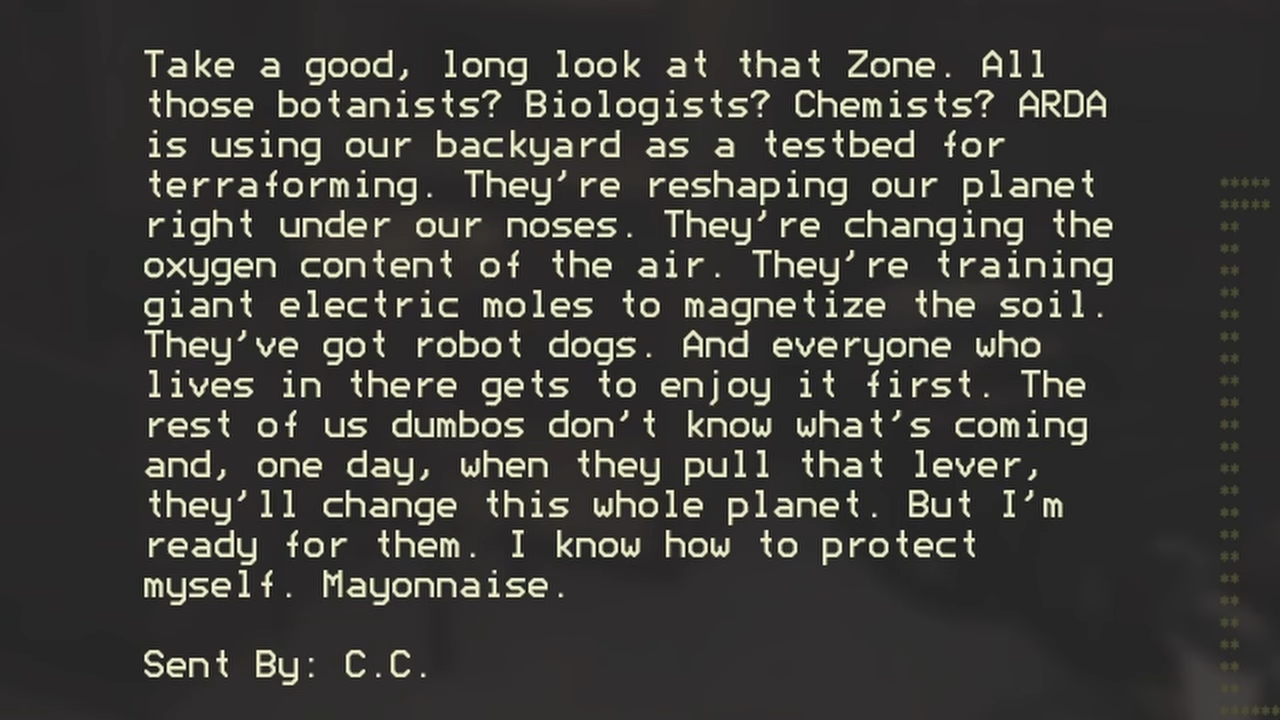 Take a good, long look at that Zone. All
those botanists? Biologists? Chemists? ARDA
is using our backyard as a testbed for
terraforming. They're reshaping our planet
right under our noses. They're changing the
oxygen content of the air. They're training
giant electric moles to magnetize the soil.
They've got robot dogs. And everyone who
lives in there gets to enjoy it first. The
rest of us dumbos don't know what's coming
and, one day, when they pull that lever,
they'll change this whole planet. But I'm
ready for them. I know how to protect
myself. Mayonnaise.
Sent By: C.C.